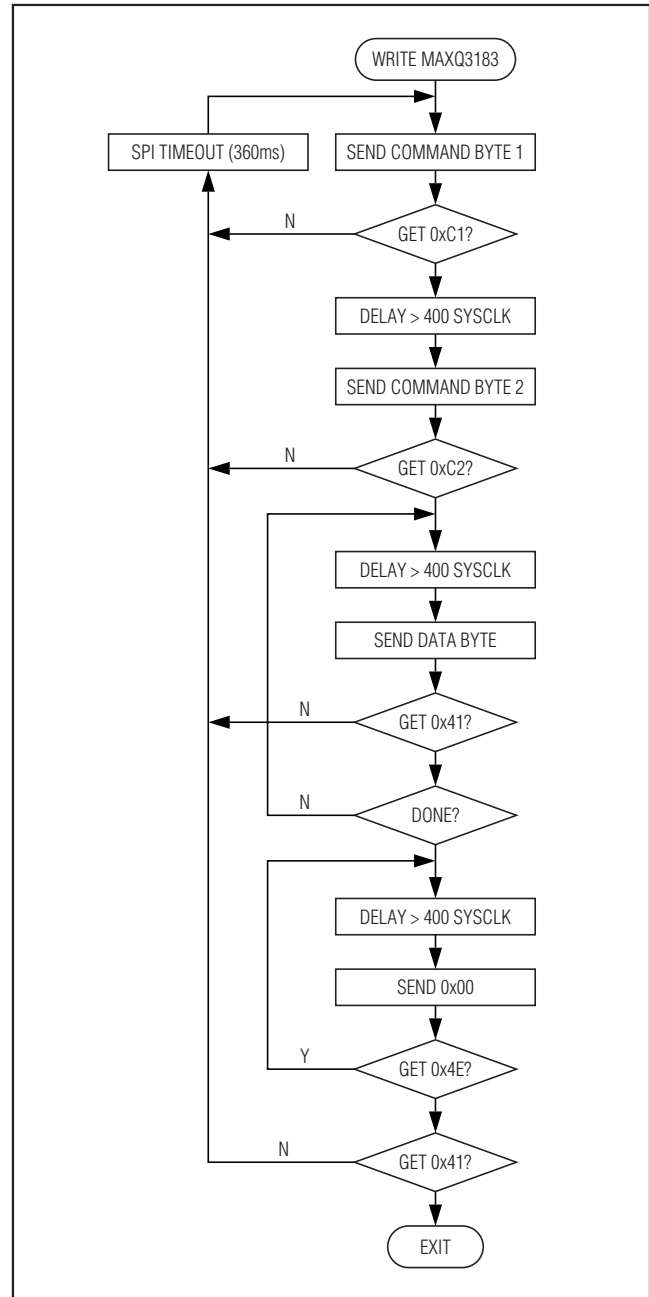 WRITE MAXQ3183
SPI TIMEOUT (360ms)
SEND COMMAND BYTE 1
N
GET 0xC1?
DELAY > 400 SYSCLK
SEND COMMAND BYTE 2
N
GET 0xC2?
DELAY > 400 SYSCLK
SEND DATA BYTE
N
GET 0x41?
N
DONE?
DELAY > 400 SYSCLK
SEND 0x00
Y
GET 0x4E?
N
GET 0x41?
EXIT